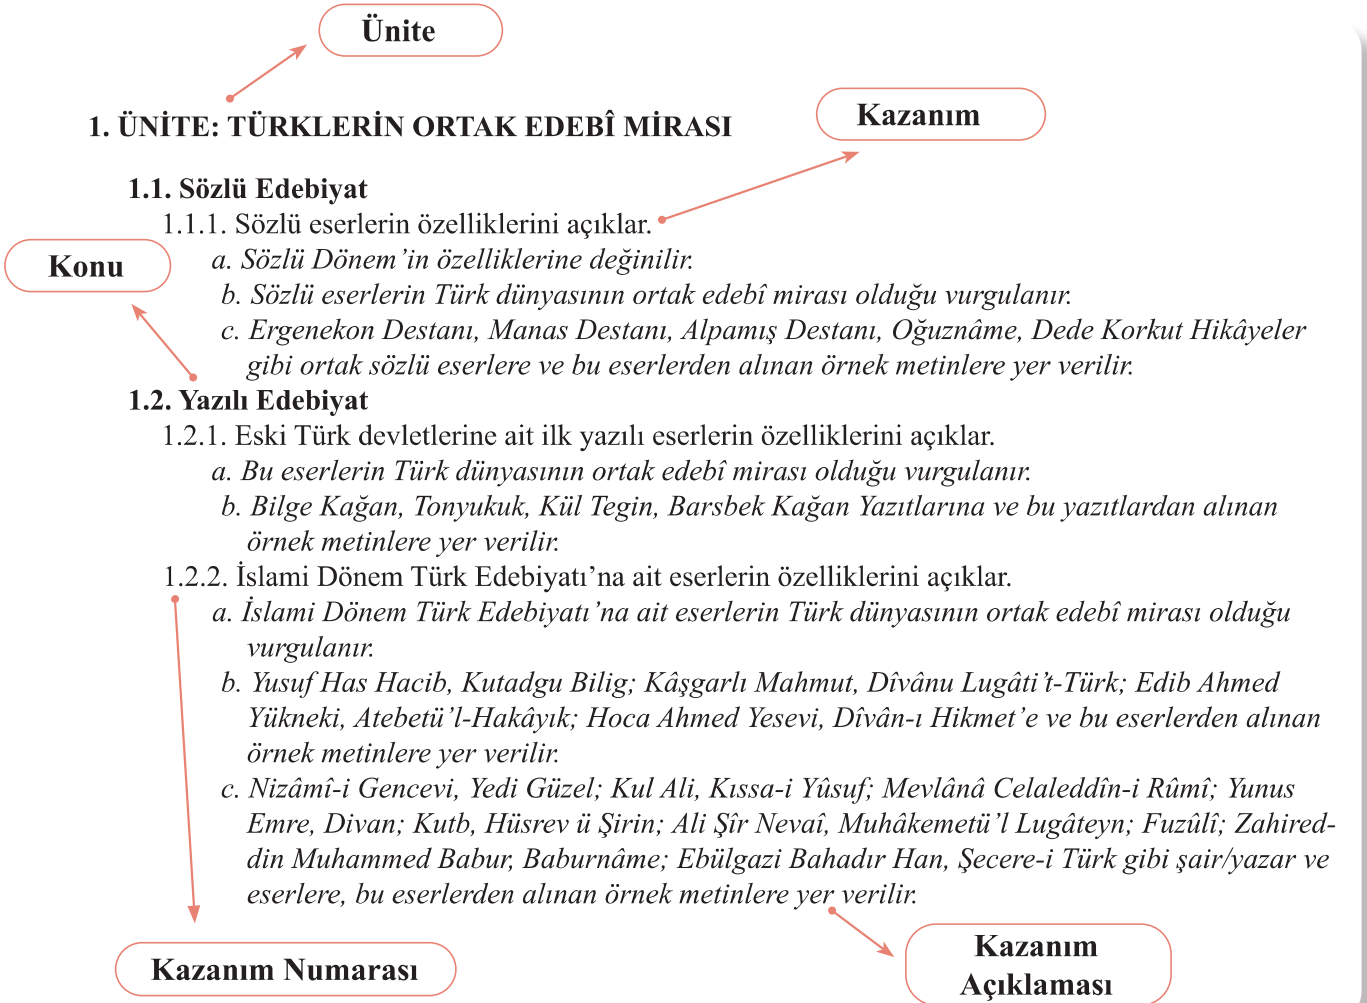 Ünite
Kazanım
1. ÜNİTE: TÜRKLERİN ORTAK EDEBÎ MİRASI
1.1. Sözlü Edebiyat
1.1.1. Sözlü eserlerin özelliklerini açıklar.
Konu
a. Sözlü Dönem’in özelliklerine değinilir.
b. Sözlü eserlerin Türk dünyasının ortak edebî mirası olduğu vurgulanır.
c. Ergenekon Destanı, Manas Destanı, Alpamış Destanı, Oğuznâme, Dede Korkut Hikâyeler
gibi ortak sözlü eserlere ve bu eserlerden alınan örnek metinlere yer verilir.
1.2. Yazılı Edebiyat
1.2.1. Eski Türk devletlerine ait ilk yazılı eserlerin özelliklerini açıklar.
a. Bu eserlerin Türk dünyasının ortak edebî mirası olduğu vurgulanır.
b. Bilge Kağan, Tonyukuk, Kül Tegin, Barsbek Kağan Yazıtlarına ve bu yazıtlardan alınan
örnek metinlere yer verilir.
1.2.2. İslami Dönem Türk Edebiyatı’na ait eserlerin özelliklerini açıklar.
a. İslami Dönem Türk Edebiyatı’na ait eserlerin Türk dünyasının ortak edebî mirası olduğu
vurgulanır.
b. Yusuf Has Hacib, Kutadgu Bilig; Kâşgarlı Mahmut, Dîvânu Lugâti’t-Türk; Edib Ahmed
Yükneki, Atebetü’l-Hakâyık; Hoca Ahmed Yesevi, Dîvân-ı Hikmet’e ve bu eserlerden alınan
örnek metinlere yer verilir.
c. Nizâmî-i Gencevi, Yedi Güzel; Kul Ali, Kıssa-i Yûsuf; Mevlânâ Celaleddîn-i Rûmî; Yunus
Emre, Divan; Kutb, Hüsrev ü Şirin; Ali Şîr Nevaî, Muhâkemetü’l Lugâteyn; Fuzûlî; Zahired-
din Muhammed Babur, Baburnâme; Ebülgazi Bahadır Han, Şecere-i Türk gibi şair/yazar ve
eserlere, bu eserlerden alınan örnek metinlere yer verilir.
Kazanım Numarası
Kazanım
Açıklaması